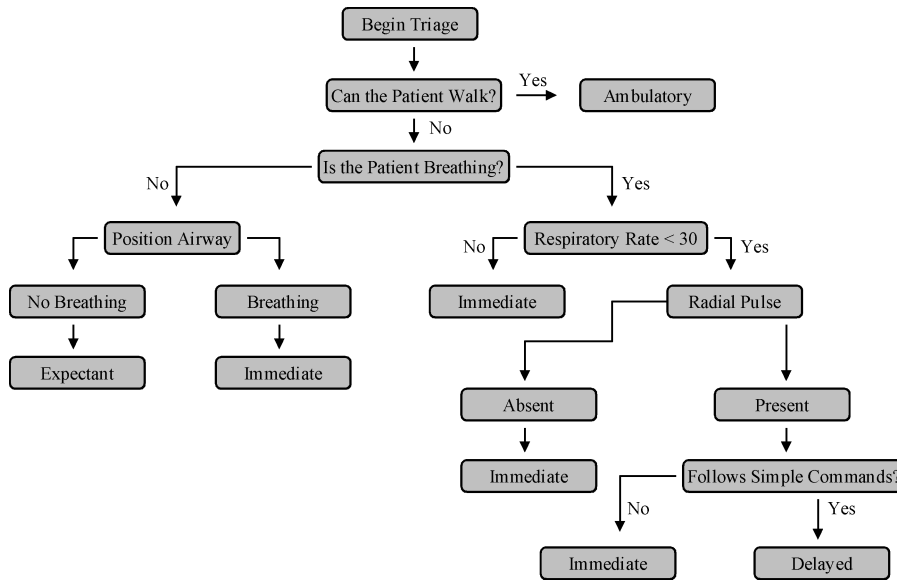 Begin Triage
Can the Patient Walk?
Yes
Ambulatory
No
Is the Patient Breathing?
No
Yes
Position Airway
No
Respiratory Rate < 30
Yes
No Breathing
Breathing
Immediate
Radial Pulse
Expectant
Immediate
Absent
Present
Immediate
Follows Simple Commands?
No
Yes
Immediate
Delayed